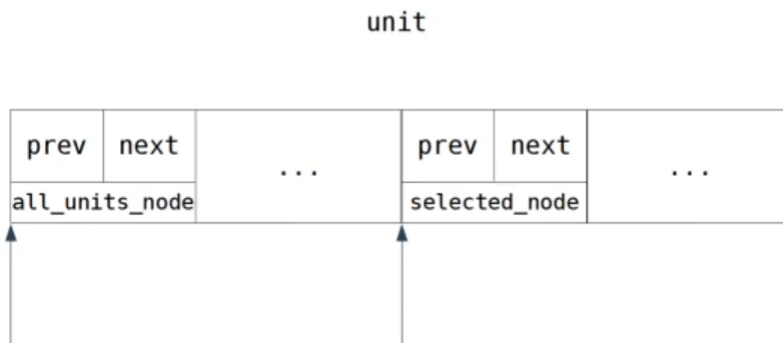 unit
prev next ... prev next ...
all_units_node selected_node